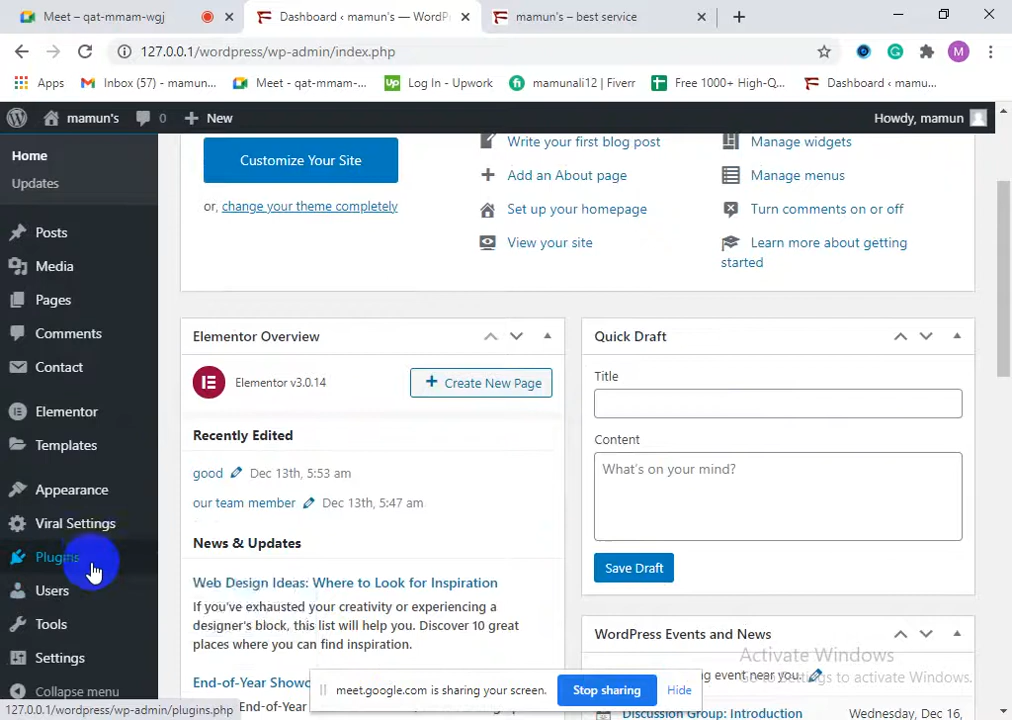 Meet – qat-mmam-wgj
Dashboard ‹ mamun's — WordP
mamun's – best service
127.0.0.1/wordpress/wp-admin/index.php
M
Apps
Inbox (57) - mamun...
Meet - qat-mmam-...
Up
Log In - Upwork
fi
mamunali12 | Fiverr
Free 1000+ High-Q...
Dashboard ‹ mamu...
mamun's
0
New
Howdy, mamun
Home
Updates
Posts
Media
Pages
Comments
Contact
Elementor
Templates
Appearance
Viral Settings
Plugins
Users
Tools
Settings
Collapse menu
Customize Your Site
or, change your theme completely
Write your first blog post
Add an About page
Set up your homepage
View your site
Manage widgets
Manage menus
Turn comments on or off
Learn more about getting
started
Elementor Overview
Elementor v3.0.14
Create New Page
Recently Edited
good Dec 13th, 5:53 am
our team member Dec 13th, 5:47 am
News & Updates
Web Design Ideas: Where to Look for Inspiration
If you've exhausted your creativity or experiencing a
designer's block, this list will help you. Discover 10 great
places where you can find inspiration.
End-of-Year Showc
Quick Draft
Title
Content
What's on your mind?
Save Draft
WordPress Events and News
Activate Windows
Go to Settings to activate Windows.
Discussion Group: Introduction
Wednesday, Dec 16,
meet.google.com is sharing your screen.
Stop sharing
Hide
127.0.0.1/wordpress/wp-admin/plugins.php